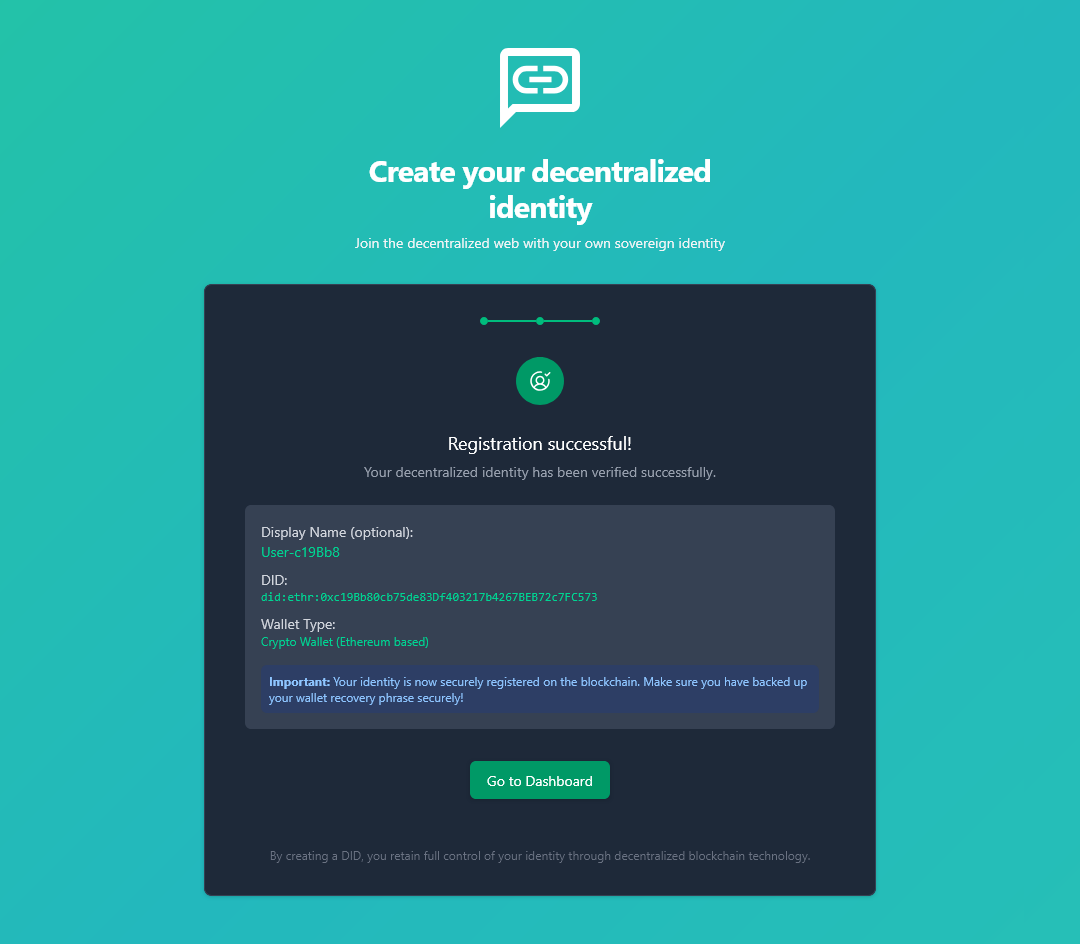 Create your decentralized
identity
Join the decentralized web with your own sovereign identity
Registration successful!
Your decentralized identity has been verified successfully.
Display Name (optional):
User-c19Bb8
DID:
did:ethr:0xc19Bb80cb75de83Df403217b4267BEB72c7FC573
Wallet Type:
Crypto Wallet (Ethereum based)
Important: Your identity is now securely registered on the blockchain. Make sure you have backed up
your wallet recovery phrase securely!
Go to Dashboard
By creating a DID, you retain full control of your identity through decentralized blockchain technology.